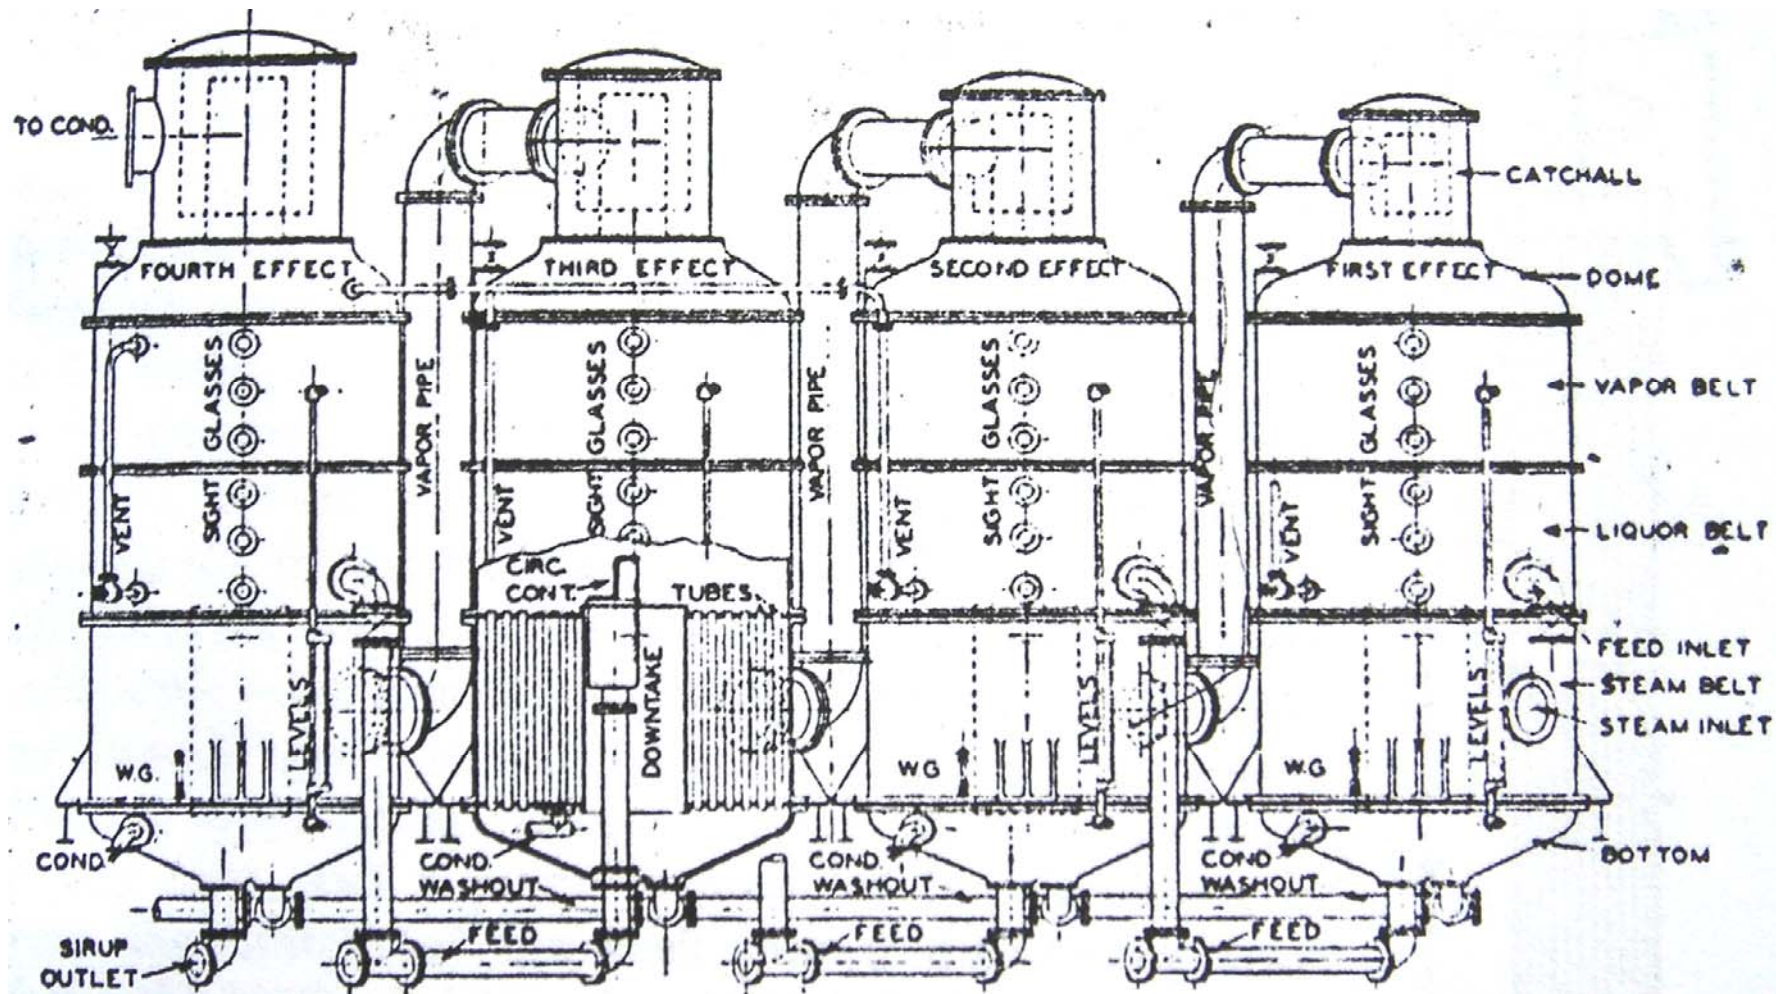 TO COND.
CATCHALL
FOURTH EFFECT
THIRD EFFECT
SECOND EFFECT
FIRST EFFECT
DOME
SIGHT GLASSES
VAPOR PIPE
SIGHT GLASSES
VAPOR PIPE
SIGHT GLASSES
VAPOR PIPE
SIGHT GLASSES
VAPOR BELT
VENT
VENT
VENT
VENT
LIQUOR BELT
CIRC.
CONT.
TUBES
FEED INLET
LEVELS
DOWNTAKE
LEVELS
LEVELS
STEAM BELT
STEAM INLET
W.G.
W.G
W.G
COND.
COND.
COND.
COND
BOTTOM
WASHOUT
WASHOUT
WASHOUT
SIRUP
OUTLET
FEED
FEED
FEED